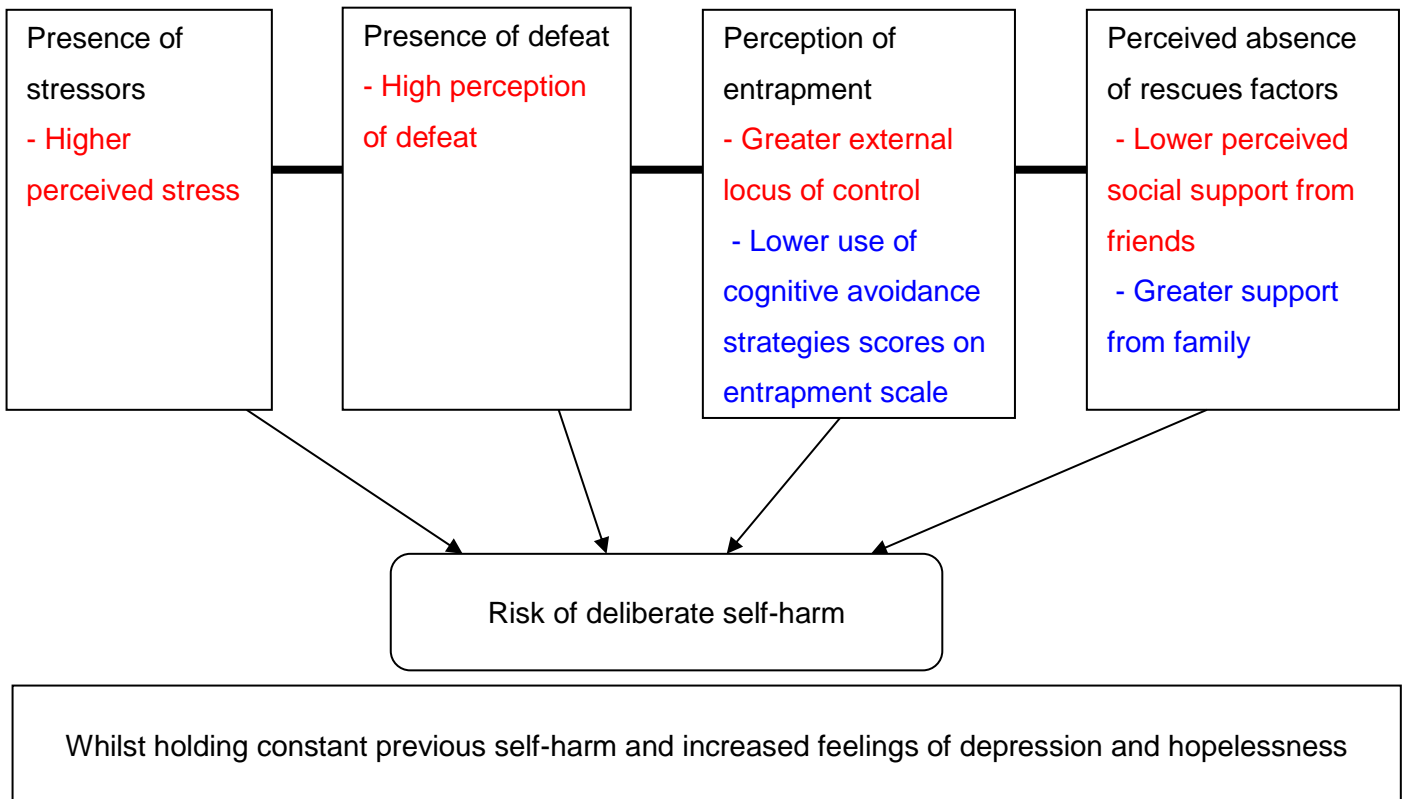 Presence of
stressors
- Higher
perceived stress
Presence of defeat
- High perception
of defeat
Perception of
entrapment
- Greater external
locus of control
- Lower use of
cognitive avoidance
strategies scores on
entrapment scale
Perceived absence
of rescues factors
- Lower perceived
social support from
friends
- Greater support
from family
Risk of deliberate self-harm
Whilst holding constant previous self-harm and increased feelings of depression and hopelessness